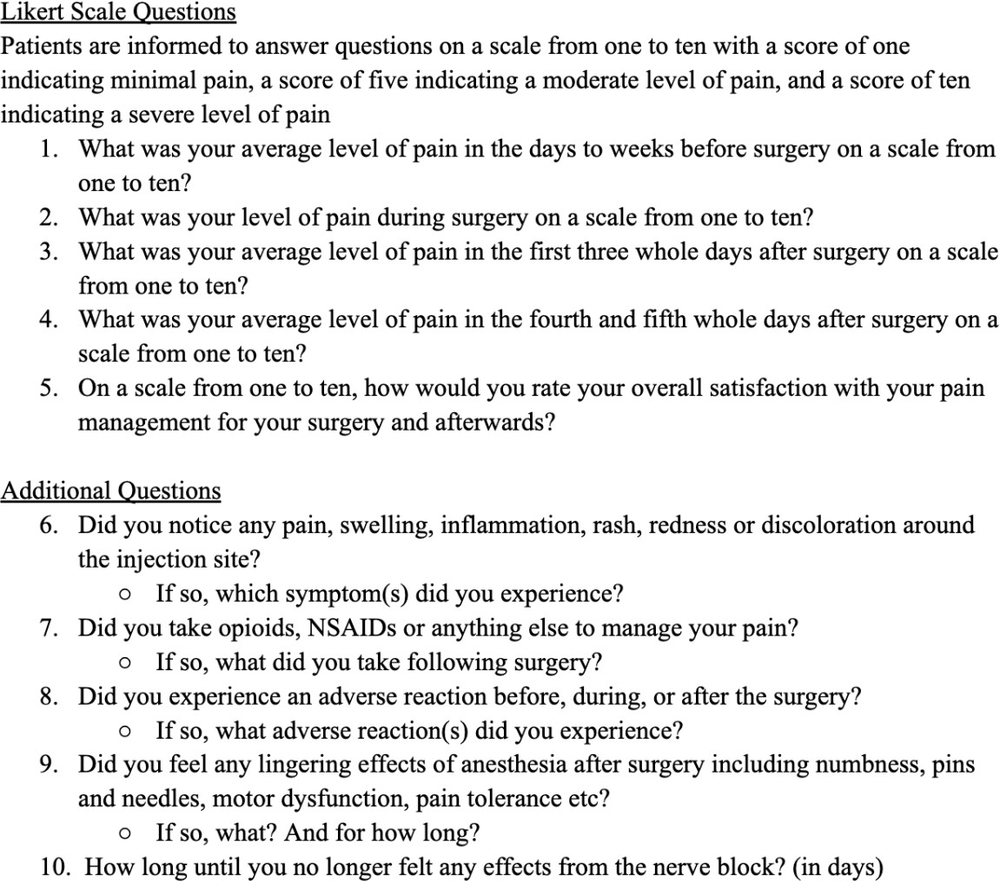 Likert Scale Questions
Patients are informed to answer questions on a scale from one to ten with a score of one
indicating minimal pain, a score of five indicating a moderate level of pain, and a score of ten
indicating a severe level of pain
1. What was your average level of pain in the days to weeks before surgery on a scale from
one to ten?
2. What was your level of pain during surgery on a scale from one to ten?
3. What was your average level of pain in the first three whole days after surgery on a scale
from one to ten?
4. What was your average level of pain in the fourth and fifth whole days after surgery on a
scale from one to ten?
5. On a scale from one to ten, how would you rate your overall satisfaction with your pain
management for your surgery and afterwards?
Additional Questions
6. Did you notice any pain, swelling, inflammation, rash, redness or discoloration around
the injection site?
○ If so, which symptom(s) did you experience?
7. Did you take opioids, NSAIDs or anything else to manage your pain?
○ If so, what did you take following surgery?
8. Did you experience an adverse reaction before, during, or after the surgery?
○ If so, what adverse reaction(s) did you experience?
9. Did you feel any lingering effects of anesthesia after surgery including numbness, pins
and needles, motor dysfunction, pain tolerance etc?
○ If so, what? And for how long?
10. How long until you no longer felt any effects from the nerve block? (in days)